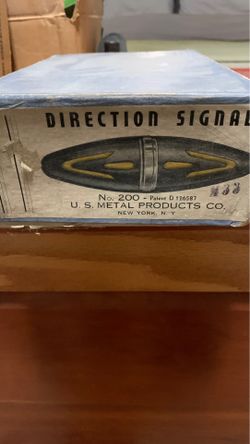 DIRECTION SIGNAL
No. 200 - Patent D 126587
U. S. METAL PRODUCTS CO.
NEW YORK, N. Y.